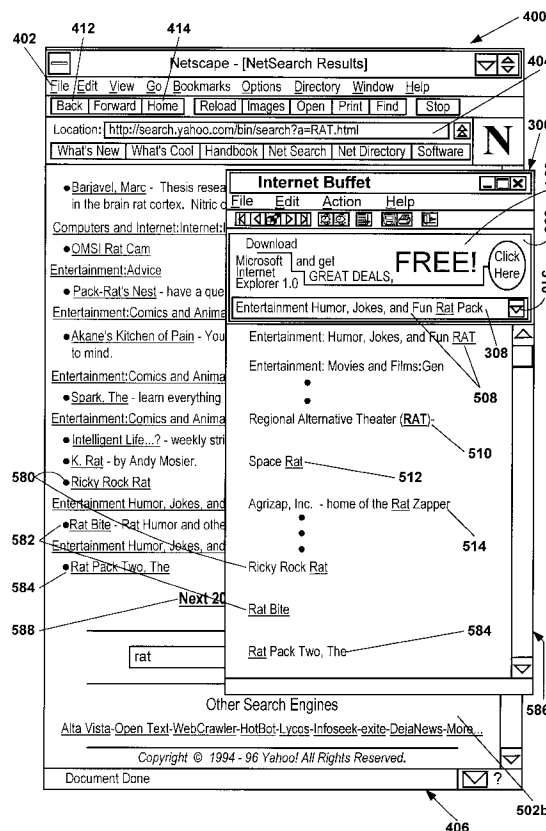 400
412
414
402
Netscape - [NetSearch Results]
File Edit View Go Bookmarks Options Directory Window Help
404
Back Forward Home Reload Images Open Print Find Stop
Location: http://search.yahoo.com/bin/search?a=RAT.html
N
What's New What's Cool Handbook Net Search Net Directory Software
Barjavel, Marc - Thesis resea
in the brain rat cortex. Nitric o
Computers and Internet:Internet:I
OMSI Rat Cam
Entertainment:Advice
Pack-Rat's Nest - have a que
Entertainment:Comics and Anima
Akane's Kitchen of Pain - You
to mind.
Entertainment:Comics and Anima
Spark, The - learn everything
Entertainment:Comics and Anima
Intelligent Life...? - weekly stri
K. Rat - by Andy Mosier.
580
Ricky Rock Rat
Entertainment Humor, Jokes, and
582
Rat Bite - Rat Humor and othe
Entertainment Humor, Jokes, and
584
Rat Pack Two, The
588
Next 20
rat
Internet Buffet
File Edit Action Help
Download
Microsoft and get
Internet
Explorer 1.0
GREAT DEALS,
FREE!
Click
Here
Entertainment Humor, Jokes, and Fun Rat Pack
308
Entertainment: Humor, Jokes, and Fun RAT
508
Entertainment: Movies and Films:Gen
Regional Alternative Theater (RAT)-
510
Space Rat
512
Agrizap, Inc. - home of the Rat Zapper
514
Ricky Rock Rat
Rat Bite
Rat Pack Two, The
584
586
Other Search Engines
Alta Vista-Open Text-WebCrawler-HotBot-Lycos-Infoseek-exite-DejaNews-More...
Copyright © 1994 - 96 Yahoo! All Rights Reserved.
Document Done
?
502b
406